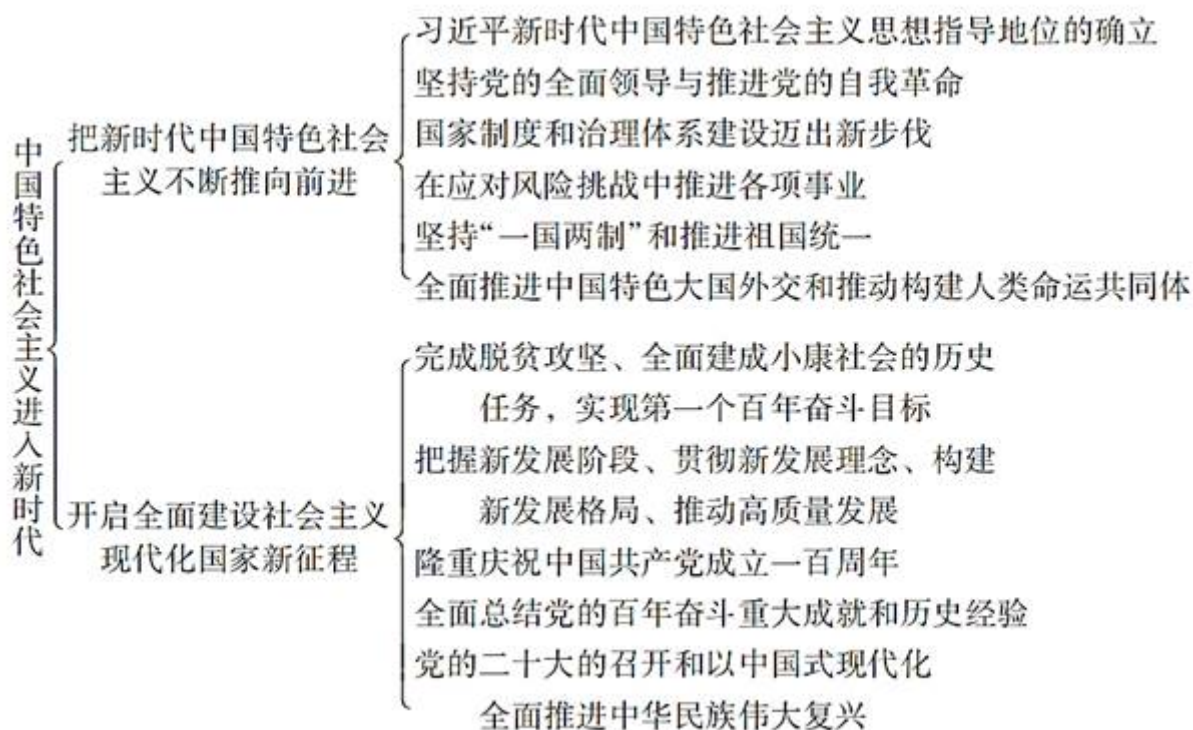 中国特色社会主义进入新时代
把新时代中国特色社会
主义不断推向前进
习近平新时代中国特色社会主义思想指导地位的确立
坚持党的全面领导与推进党的自我革命
国家制度和治理体系建设迈出新步伐
在应对风险挑战中推进各项事业
坚持“一国两制”和推进祖国统一
全面推进中国特色大国外交和推动构建人类命运共同体
开启全面建设社会主义
现代化国家新征程
完成脱贫攻坚、全面建成小康社会的历史
任务，实现第一个百年奋斗目标
把握新发展阶段、贯彻新发展理念、构建
新发展格局、推动高质量发展
隆重庆祝中国共产党成立一百周年
全面总结党的百年奋斗重大成就和历史经验
党的二十大的召开和以中国式现代化
全面推进中华民族伟大复兴